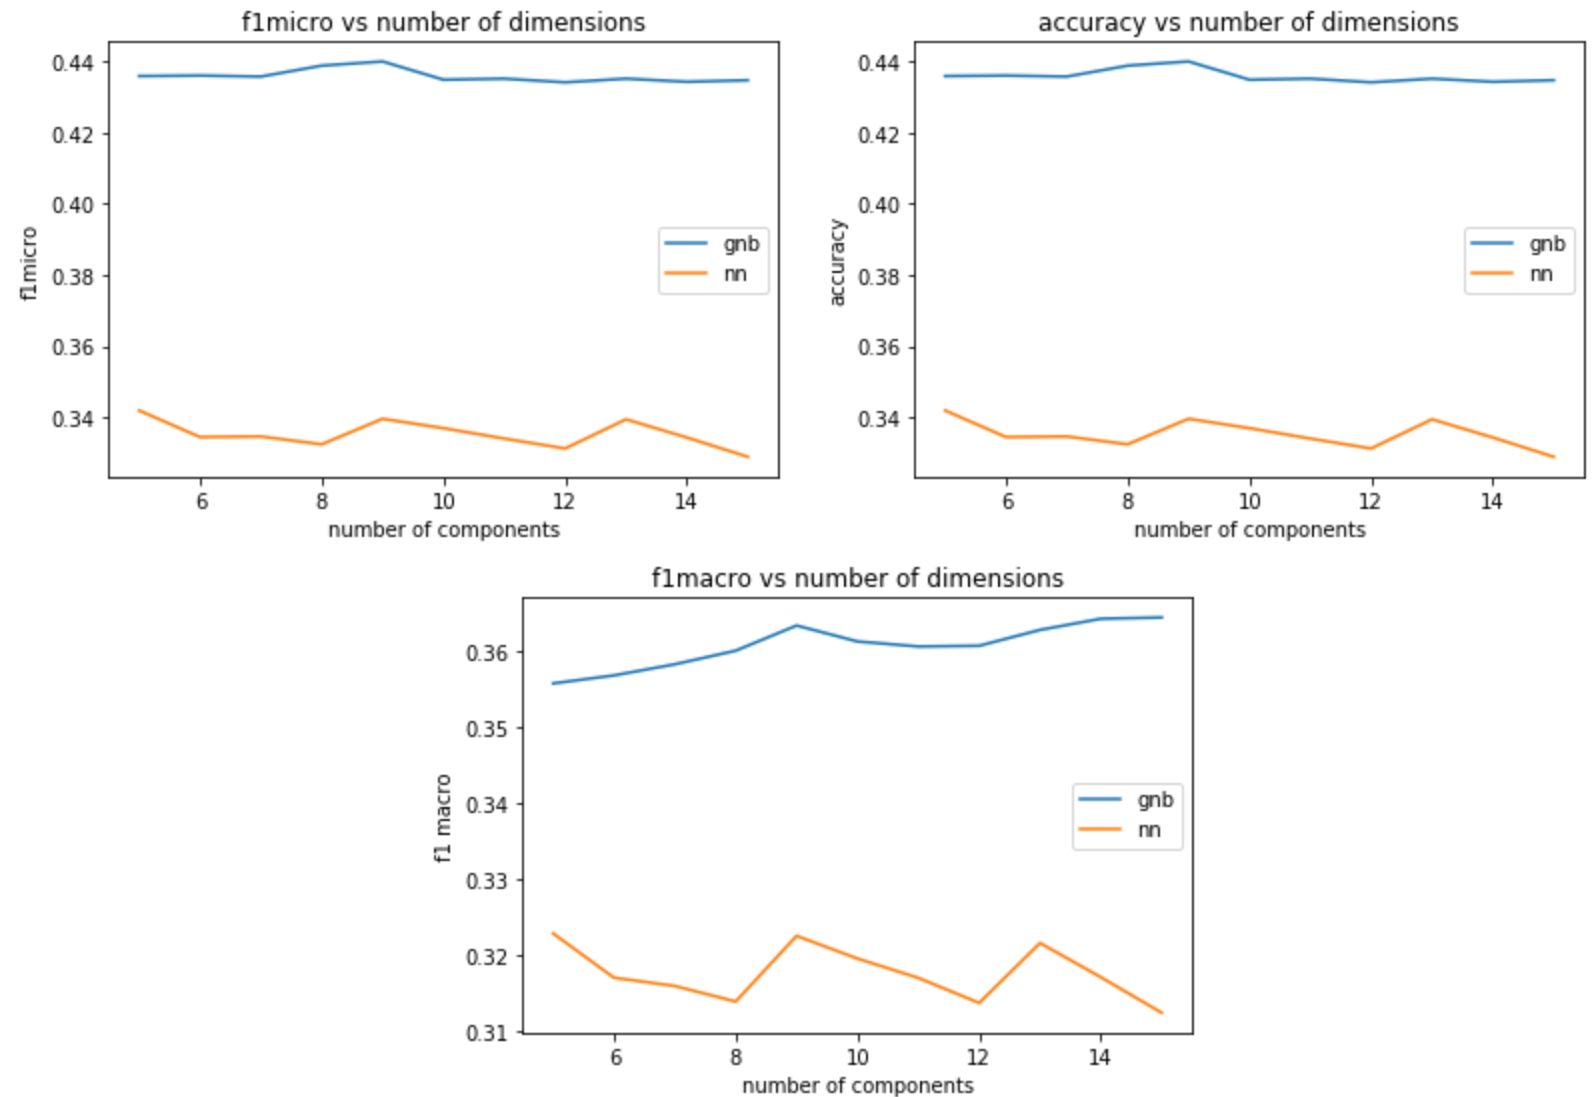 f1micro vs number of dimensions
0.44
0.42
0.40
0.38
0.36
0.34
f1micro
gnb
nn
6 8 10 12 14
number of components
accuracy vs number of dimensions
0.44
0.42
0.40
0.38
0.36
0.34
accuracy
gnb
nn
6 8 10 12 14
number of components
f1macro vs number of dimensions
0.36
0.35
0.34
0.33
0.32
0.31
f1 macro
gnb
nn
6 8 10 12 14
number of components